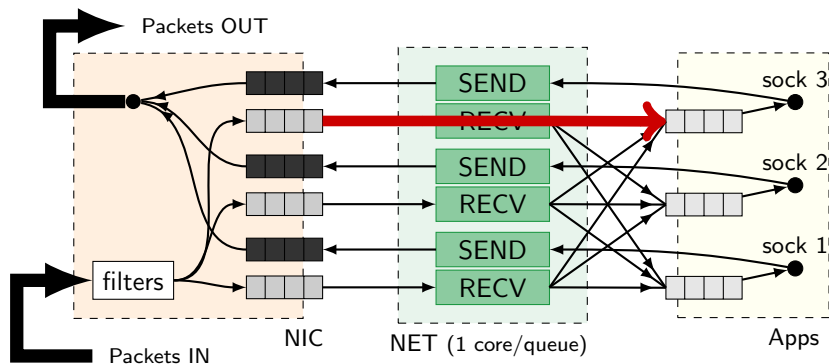 Packets OUT
SEND
sock 3
RECV
SEND
sock 2
RECV
SEND
sock 1
filters
RECV
NIC
NET (1 core/queue)
Apps
Packets IN